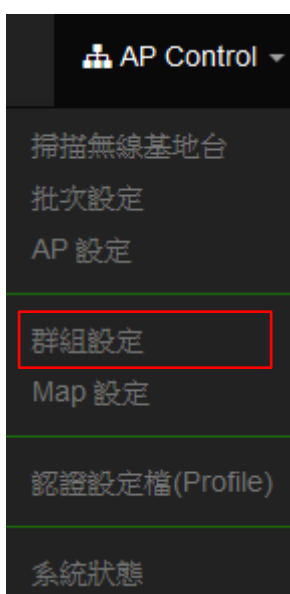 AP Control
掃描無線基地台
批次設定
AP 設定
群組設定
Map 設定
認證設定檔(Profile)
系統狀態